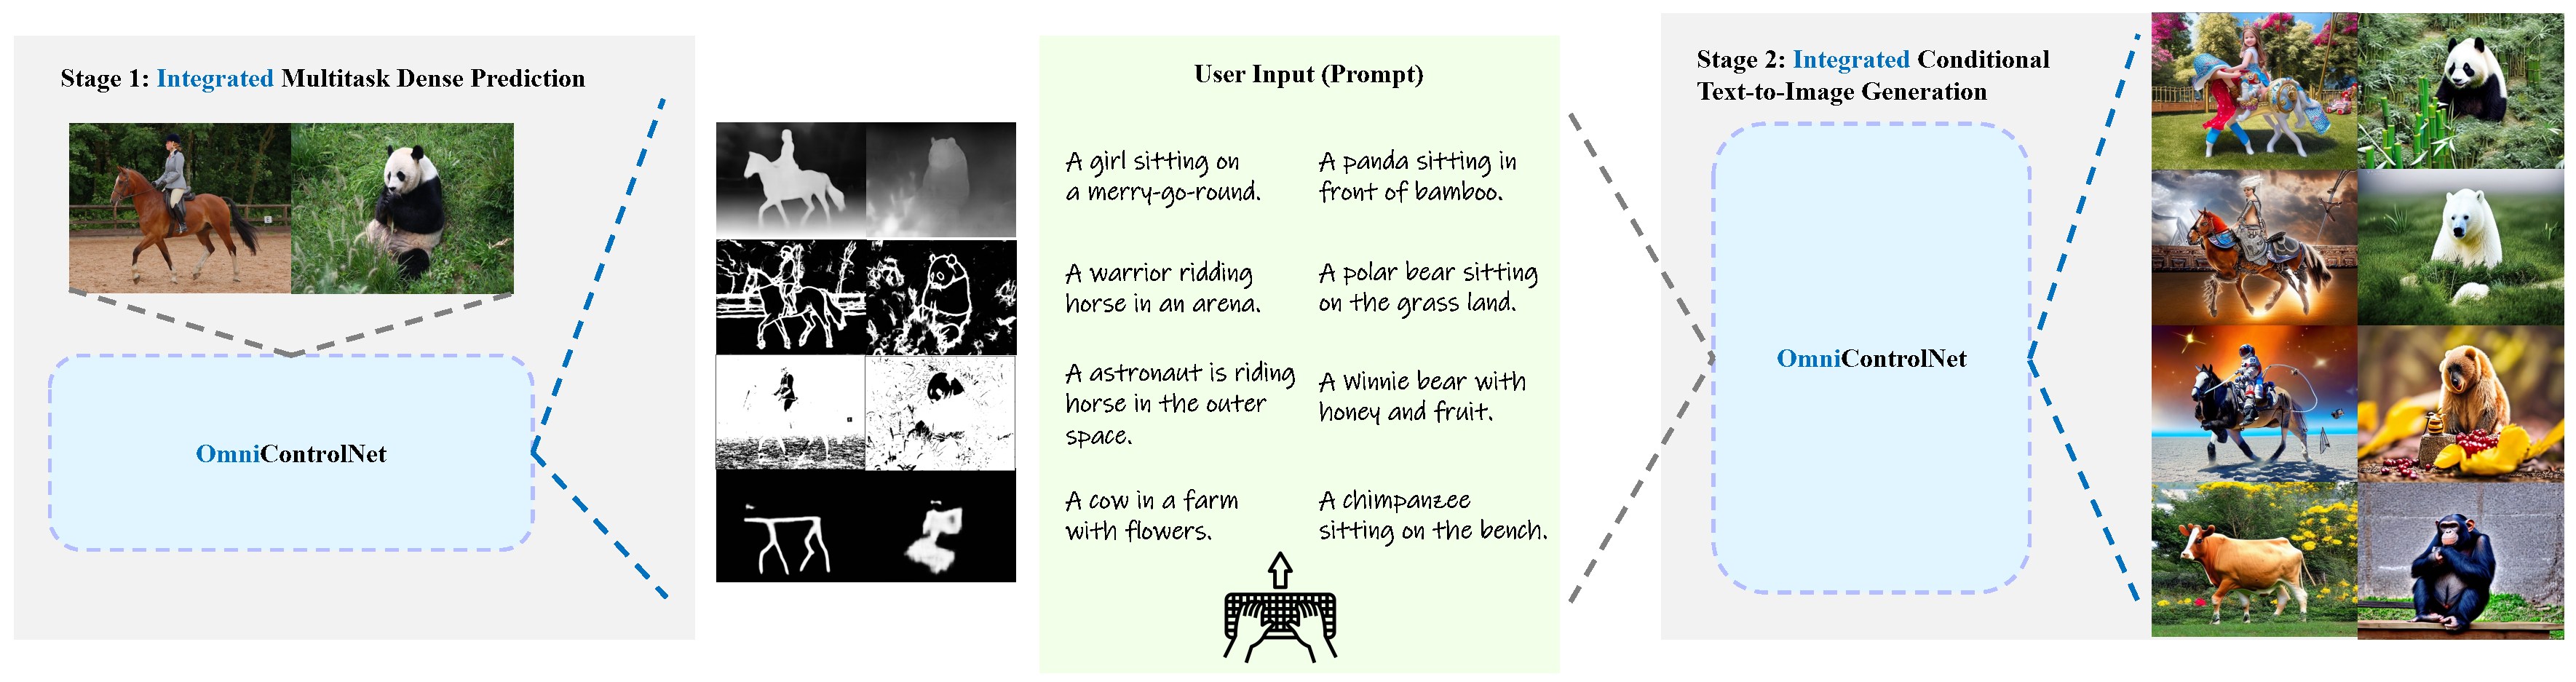 Stage 1: Integrated Multitask Dense Prediction
OmniControlNet
User Input (Prompt)
A girl sitting on
a merry-go-round.
A panda sitting in
front of bamboo.
A warrior ridding
horse in an arena.
A polar bear sitting
on the grass land.
A astronaut is riding
horse in the outer
space.
A Winnie bear with
honey and fruit.
A cow in a farm
with flowers.
A chimpanzee
sitting on the bench.
Stage 2: Integrated Conditional
Text-to-Image Generation
OmniControlNet